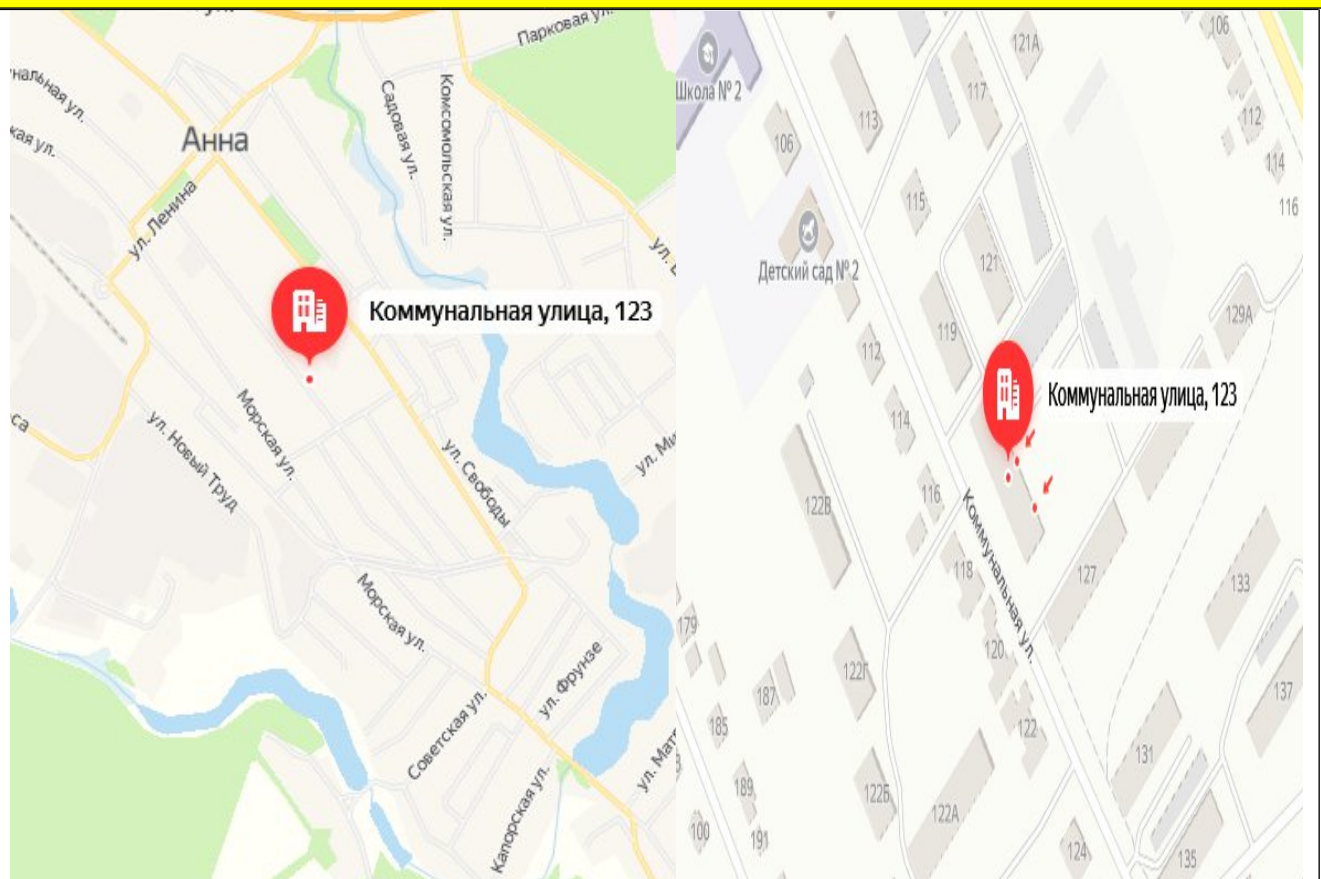 Парковая ул.
Садовая ул.
Комсомольская ул.
Анна
ул. Ленина
Коммунальная улица, 123
Морская ул.
ул. Новый Труд
ул. Свободы
Морская ул.
ул. Фрунзе
Советская ул.
Капорская ул.
106
121А
Школа № 2
117
113
112
106
114
115
116
Детский сад № 2
121
129А
119
112
Коммунальная улица, 123
114
116
122В
Коммунальная ул.
118
127
133
179
120
122Г
187
137
185
122
131
189
122Б
122А
100
191
124
135